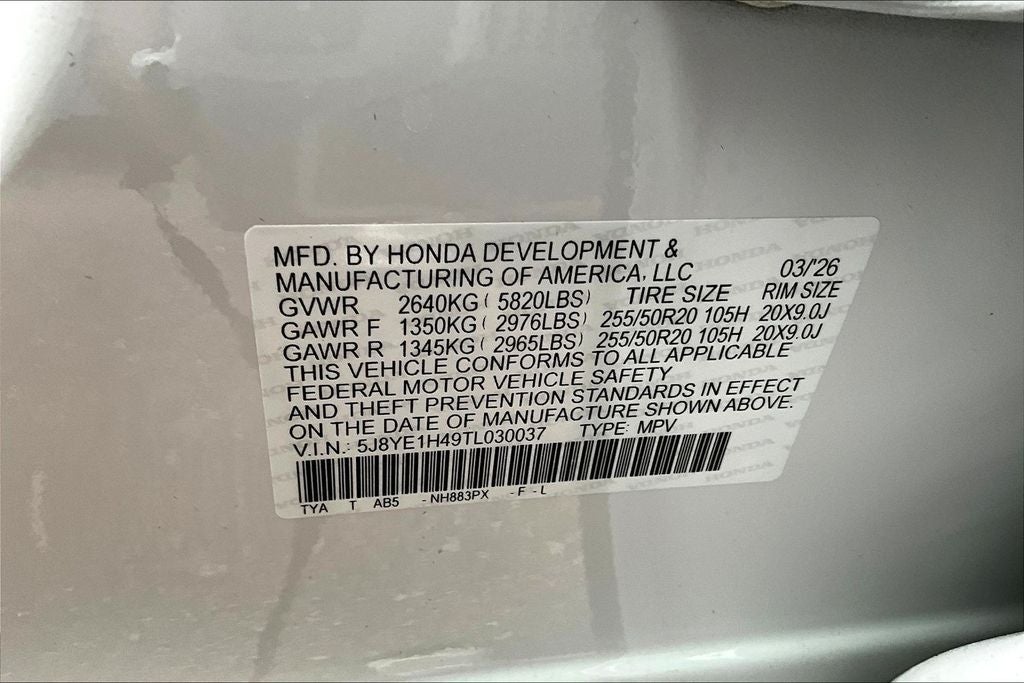 MFD. BY HONDA DEVELOPMENT &
MANUFACTURING OF AMERICA, LLC 03/'26
GVWR 2640KG ( 5820LBS) TIRE SIZE RIM SIZE
GAWR F 1350KG ( 2976LBS) 255/50R20 105H 20X9.0J
GAWR R 1345KG ( 2965LBS) 255/50R20 105H 20X9.0J
THIS VEHICLE CONFORMS TO ALL APPLICABLE
FEDERAL MOTOR VEHICLE SAFETY
AND THEFT PREVENTION STANDARDS IN EFFECT
ON THE DATE OF MANUFACTURE SHOWN ABOVE.
V.I.N.: 5J8YE1H49TL030037 TYPE: MPV
TYA T AB5 -NH883PX -F-L